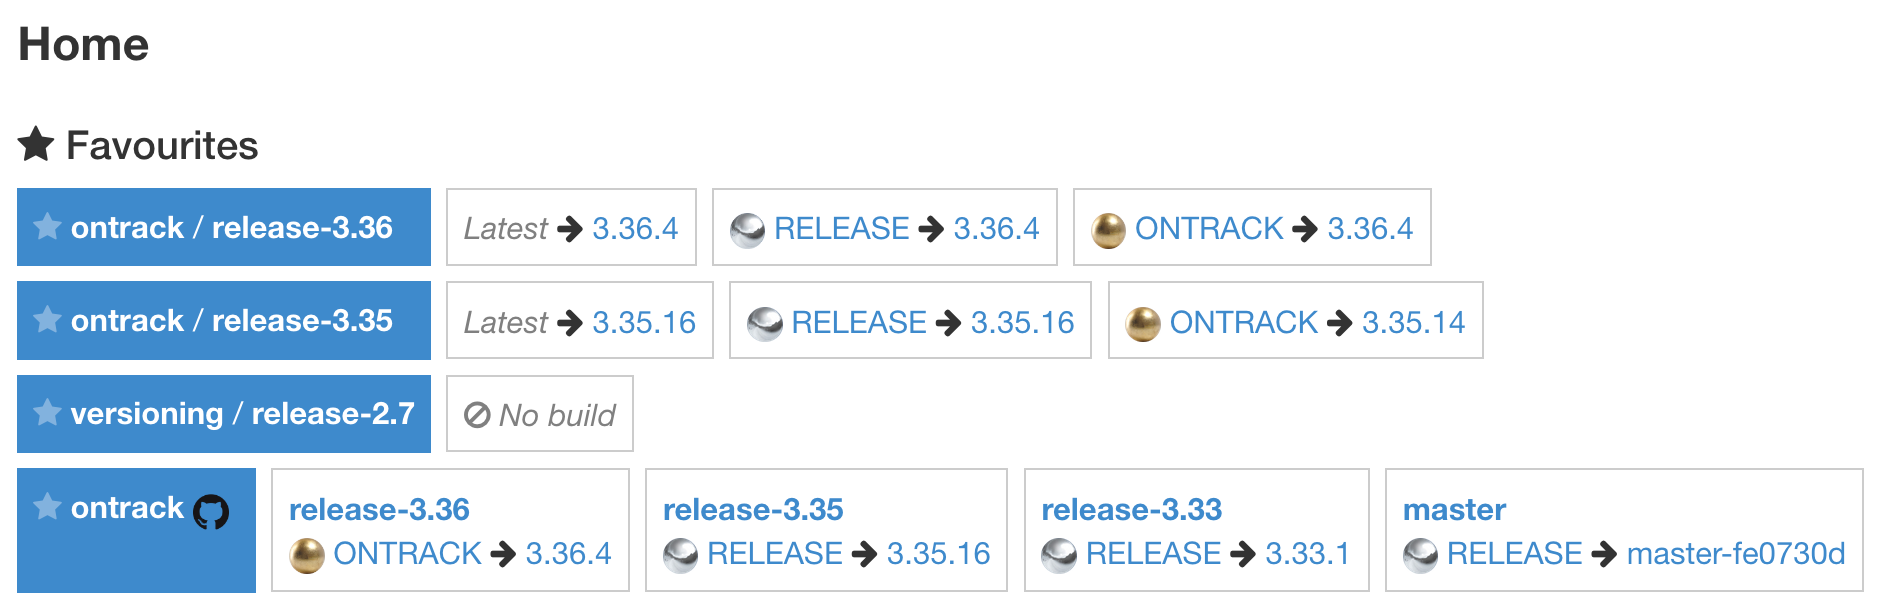 Home
Favourites
ontrack / release-3.36 Latest → 3.36.4 RELEASE → 3.36.4 ONTRACK → 3.36.4
ontrack / release-3.35 Latest → 3.35.16 RELEASE → 3.35.16 ONTRACK → 3.35.14
versioning / release-2.7 No build
ontrack release-3.36 release-3.35 release-3.33 master
ONTRACK → 3.36.4 RELEASE → 3.35.16 RELEASE → 3.33.1 RELEASE → master-fe0730d